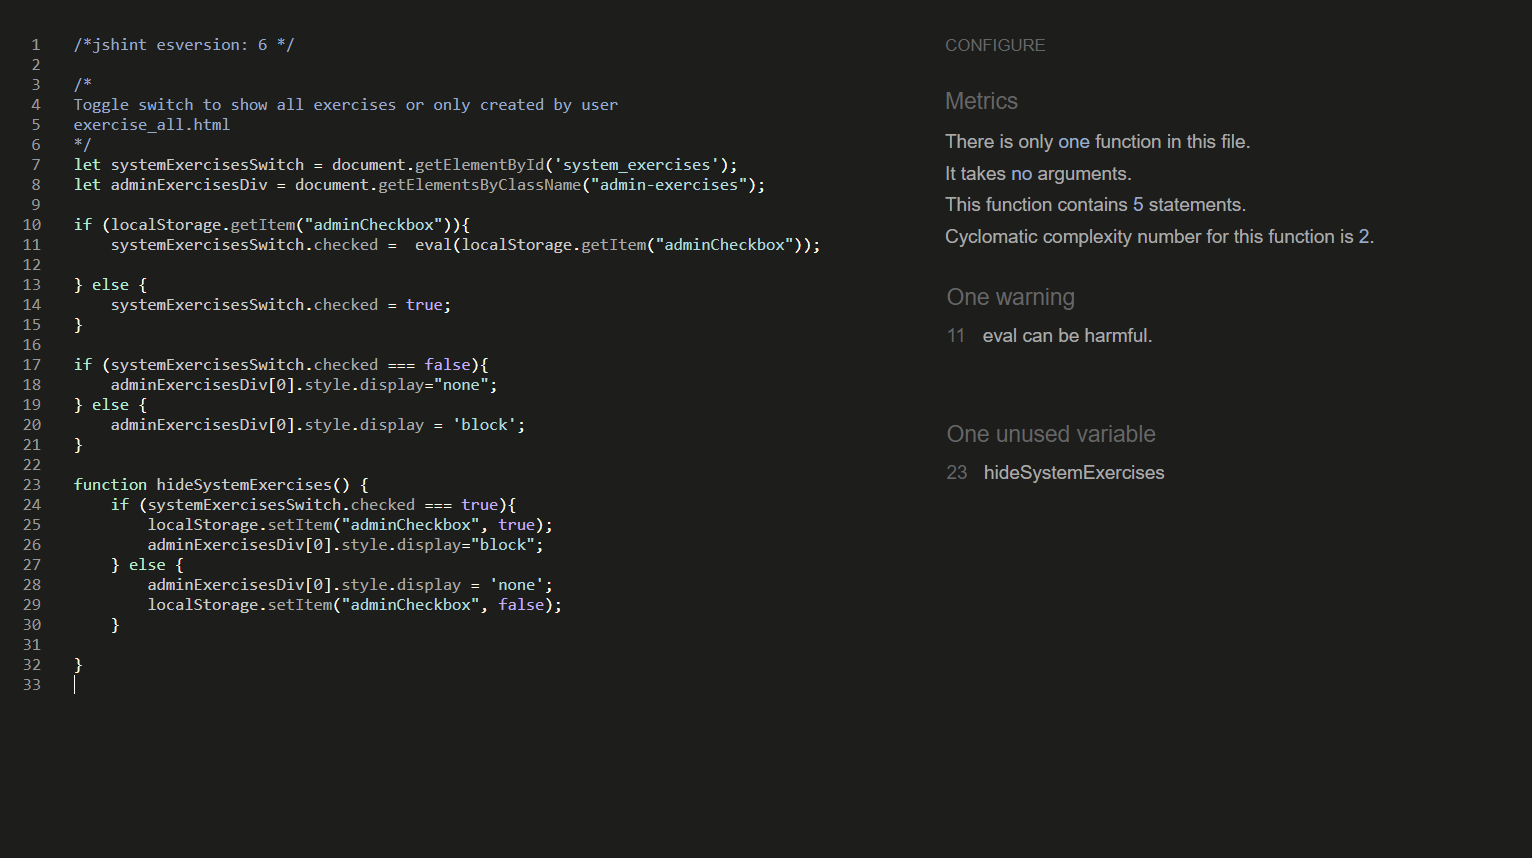 1 /*jshint esversion: 6 */
2
3 /*
4 Toggle switch to show all exercises or only created by user
5 exercise_all.html
6 */
7 let systemExercisesSwitch = document.getElementById('system_exercises');
8 let adminExercisesDiv = document.getElementsByClassName("admin-exercises");
9
10 if (localStorage.getItem("adminCheckbox")){
11     systemExercisesSwitch.checked =  eval(localStorage.getItem("adminCheckbox"));
12
13 } else {
14     systemExercisesSwitch.checked = true;
15 }
16
17 if (systemExercisesSwitch.checked === false){
18     adminExercisesDiv[0].style.display="none";
19 } else {
20     adminExercisesDiv[0].style.display = 'block';
21 }
22
23 function hideSystemExercises() {
24     if (systemExercisesSwitch.checked === true){
25         localStorage.setItem("adminCheckbox", true);
26         adminExercisesDiv[0].style.display="block";
27     } else {
28         adminExercisesDiv[0].style.display = 'none';
29         localStorage.setItem("adminCheckbox", false);
30     }
31
32 }
33
CONFIGURE
Metrics
There is only one function in this file.
It takes no arguments.
This function contains 5 statements.
Cyclomatic complexity number for this function is 2.
One warning
11 eval can be harmful.
One unused variable
23 hideSystemExercises